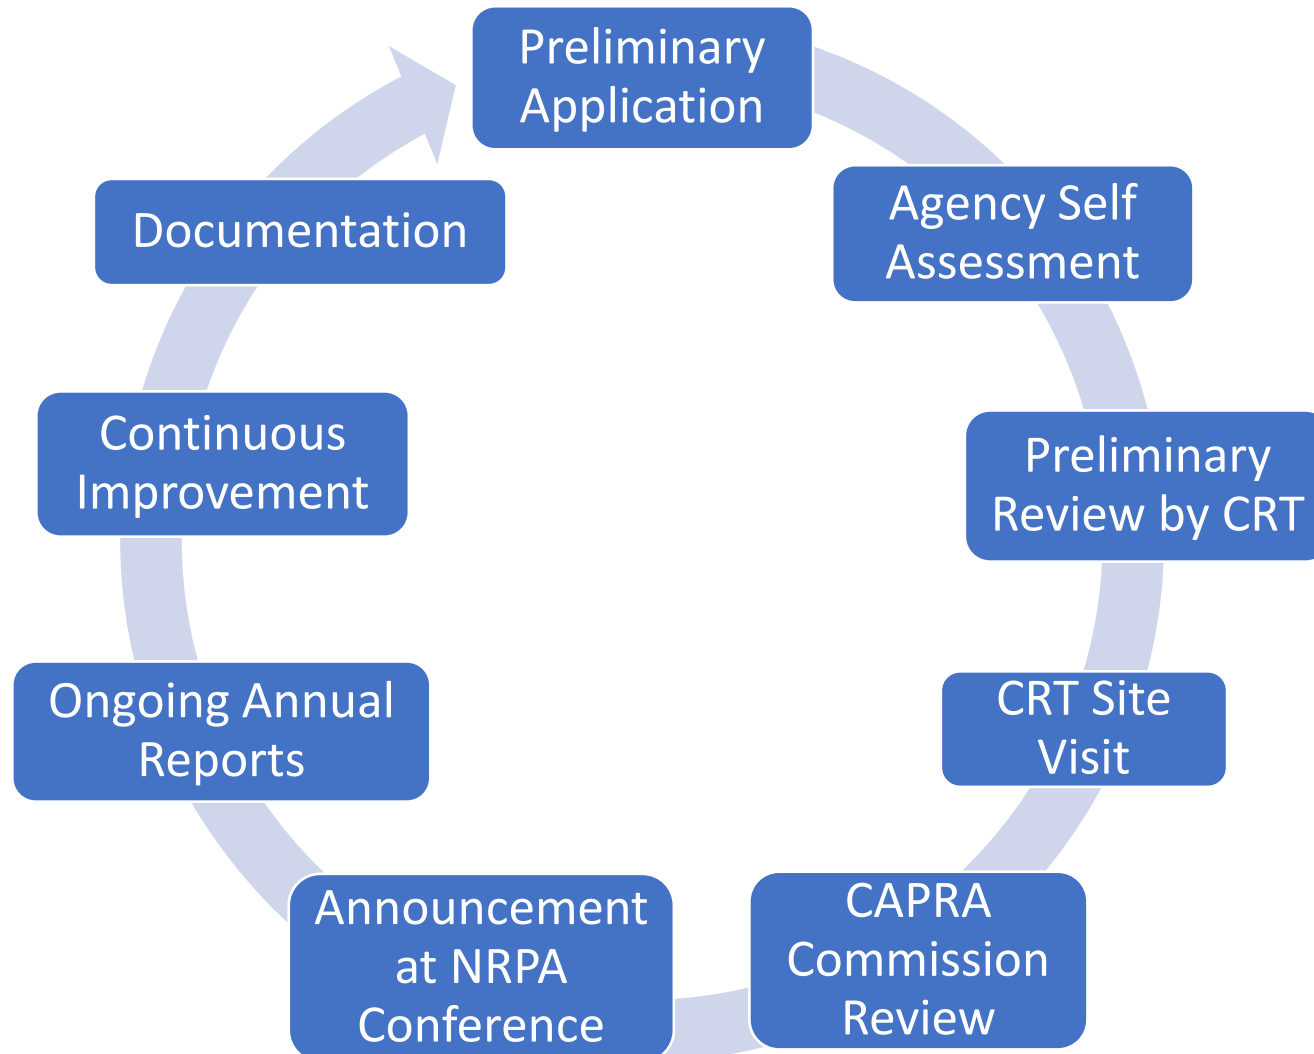 Preliminary
Application
Agency Self
Assessment
Preliminary
Review by CRT
CRT Site
Visit
CAPRA
Commission
Review
Announcement
at NRPA
Conference
Ongoing Annual
Reports
Continuous
Improvement
Documentation